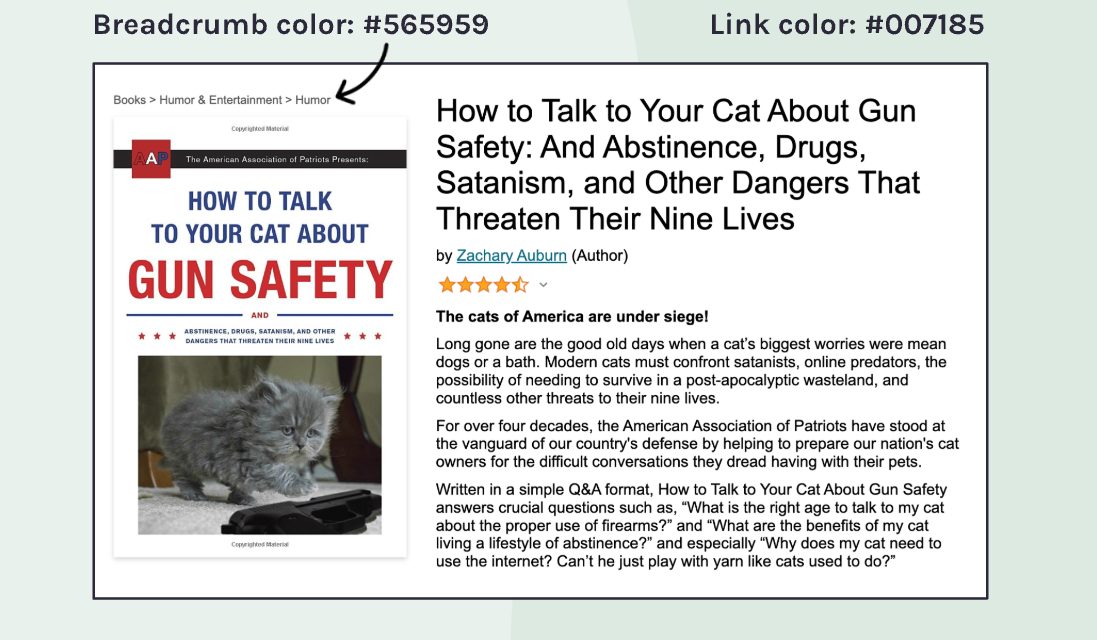 Breadcrumb color: #565959
Link color: #007185
Books > Humor & Entertainment > Humor
Copyrighted Material
AAP
The American Association of Patriots Presents:
HOW TO TALK
TO YOUR CAT ABOUT
GUN SAFETY
AND
ABSTINENCE, DRUGS, SATANISM, AND OTHER
DANGERS THAT THREATEN THEIR NINE LIVES
Copyrighted Material
How to Talk to Your Cat About Gun
Safety: And Abstinence, Drugs,
Satanism, and Other Dangers That
Threaten Their Nine Lives
by Zachary Auburn (Author)
The cats of America are under siege!
Long gone are the good old days when a cat’s biggest worries were mean
dogs or a bath. Modern cats must confront satanists, online predators, the
possibility of needing to survive in a post-apocalyptic wasteland, and
countless other threats to their nine lives.
For over four decades, the American Association of Patriots have stood at
the vanguard of our country's defense by helping to prepare our nation's cat
owners for the difficult conversations they dread having with their pets.
Written in a simple Q&A format, How to Talk to Your Cat About Gun Safety
answers crucial questions such as, “What is the right age to talk to my cat
about the proper use of firearms?” and “What are the benefits of my cat
living a lifestyle of abstinence?” and especially “Why does my cat need to
use the internet? Can’t he just play with yarn like cats used to do?”